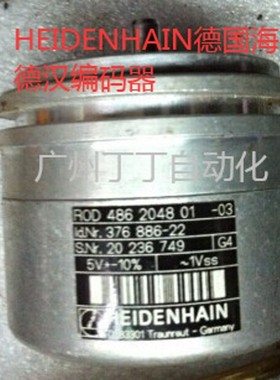 HEIDENHAIN德国海
德汉编码器
广州丁丁自动化
ROD 486 2048 01 -03
Id.Nr. 376 886-22
S.Nr. 20 236 749 G4
5V+-10% ~1Vss
HEIDENHAIN
83301 Traunreut - Germany